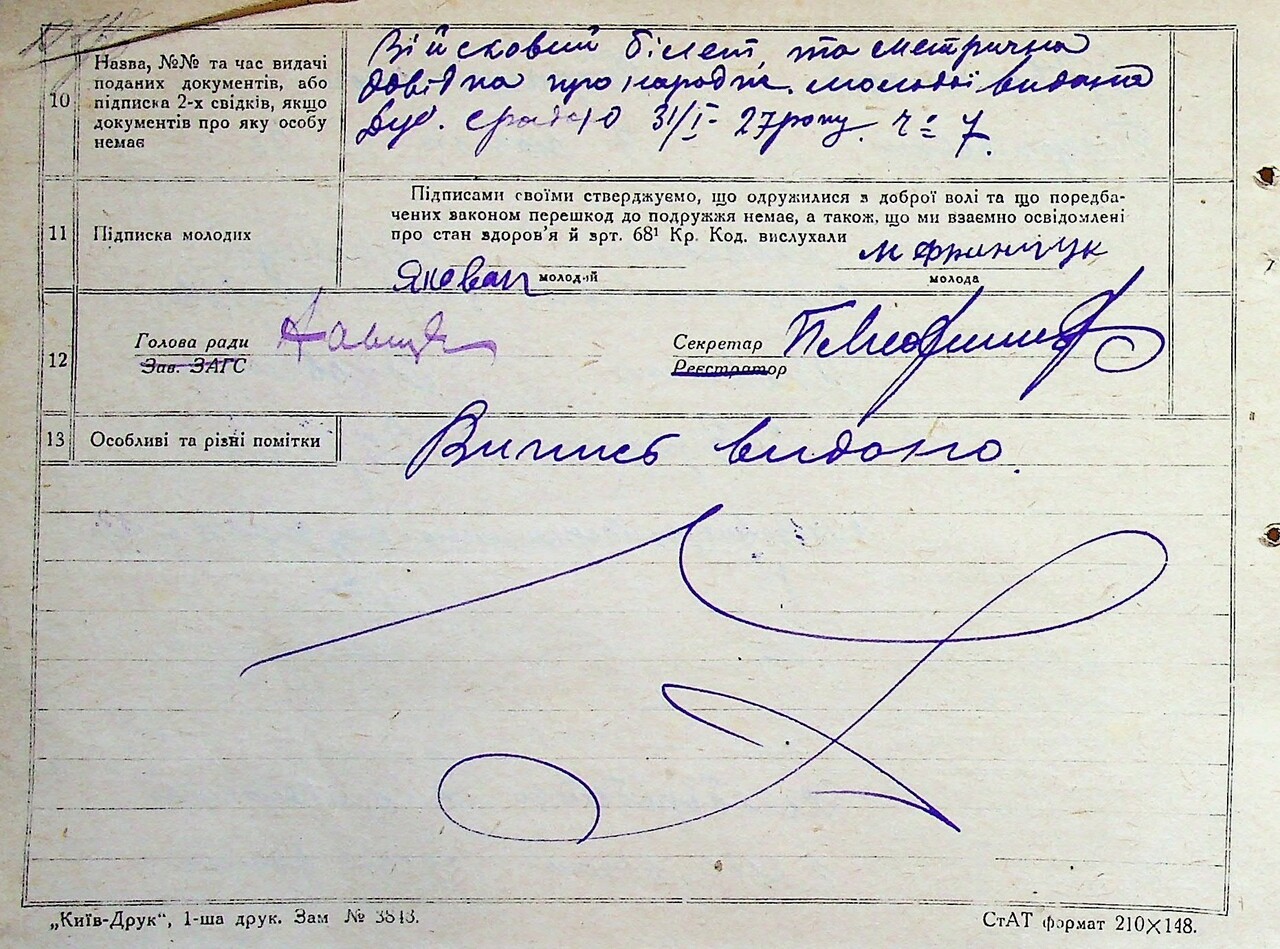 10
Назва, №№ та час видачі
поданих документів, або
підписка 2-х свідків, якщо
документів про яку особу
немає
Військовий білет, та метрична
довідка про народж. молодої видана
31/I- 27 року. ч= 7.
11
Підписка молодих
Підписами своїми стверджуємо, що одружилися з доброї волі та що передба-
чених законом перешкод до подружжя немає, а також, що ми взаємно освідомлені
про стан здоров'я й арт. 68¹ Кр. Код. вислухали
М Франчук
молодий
молода
12
Голова ради
Зав. ЗАГС
Секретар
Реєстратор
13
Особливі та різні помітки
Випись видано.
„Київ-Друк“, 1-ша друк. Зам № 3843.
СтАТ формат 210×148.